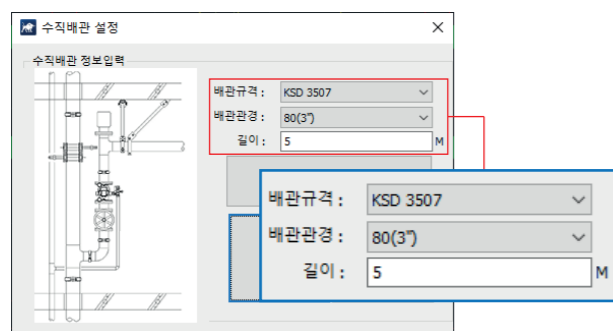 수직배관 설정
수직배관 정보입력
배관규격 : KSD 3507
배관관경 : 80(3")
길이 : 5 M
배관규격 : KSD 3507
배관관경 : 80(3")
길이 : 5 M